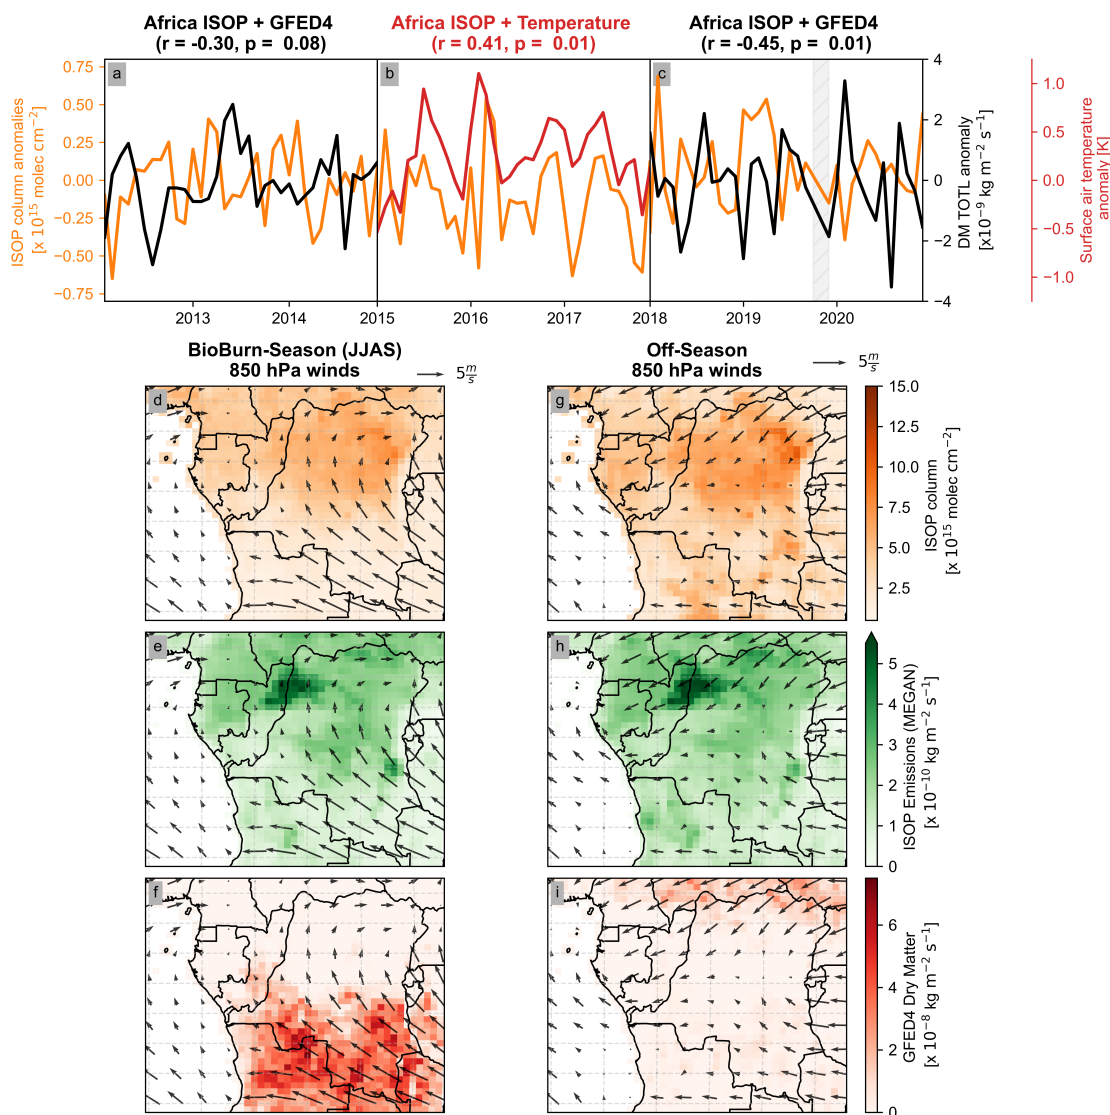 Africa ISOP + GFED4
(r = -0.30, p = 0.08)
Africa ISOP + Temperature
(r = 0.41, p = 0.01)
Africa ISOP + GFED4
(r = -0.45, p = 0.01)
a
b
c
ISOP column anomalies
[x 10¹⁵ molec cm⁻²]
0.75
0.50
0.25
0.00
−0.25
−0.50
−0.75
4
2
0
−2
−4
DM TOTL anomaly
[x10⁻⁹ kg m⁻² s⁻¹]
1.0
0.5
0.0
−0.5
−1.0
Surface air temperature
anomaly [K]
2013
2014
2015
2016
2017
2018
2019
2020
BioBurn-Season (JJAS)
850 hPa winds
5 m/s
Off-Season
850 hPa winds
5 m/s
d
g
15.0
12.5
10.0
7.5
5.0
2.5
ISOP column
[x 10¹⁵ molec cm⁻²]
e
h
5
4
3
2
1
0
ISOP Emissions (MEGAN)
[x 10⁻¹⁰ kg m⁻² s⁻¹]
f
i
6
4
2
0
GFED4 Dry Matter
[x 10⁻⁸ kg m⁻² s⁻¹]